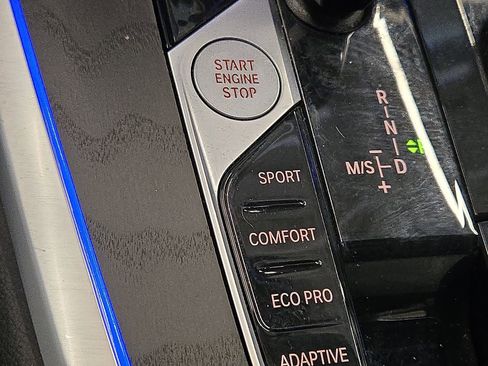 START
ENGINE
STOP
R
N
M/S D
+
SPORT
COMFORT
ECO PRO
ADAPTIVE